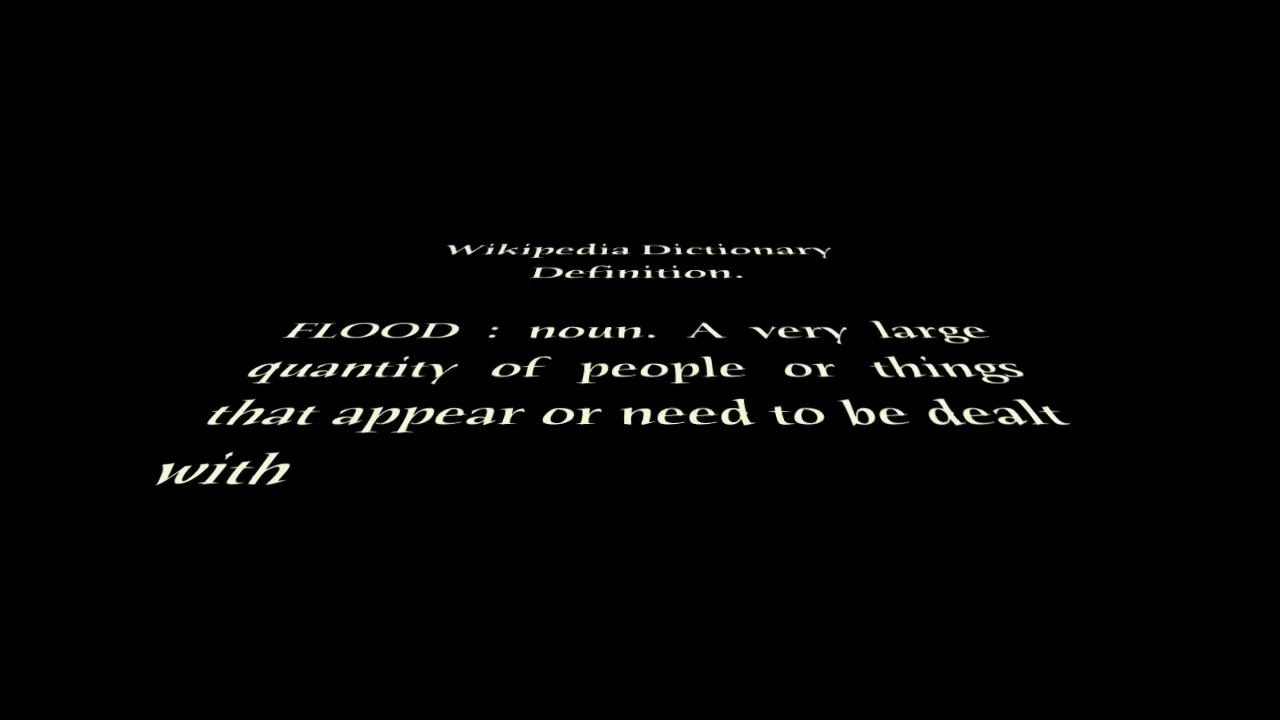 Wikipedia Dictionary
Definition.
FLOOD : noun. A very large
quantity of people or things
that appear or need to be dealt
with